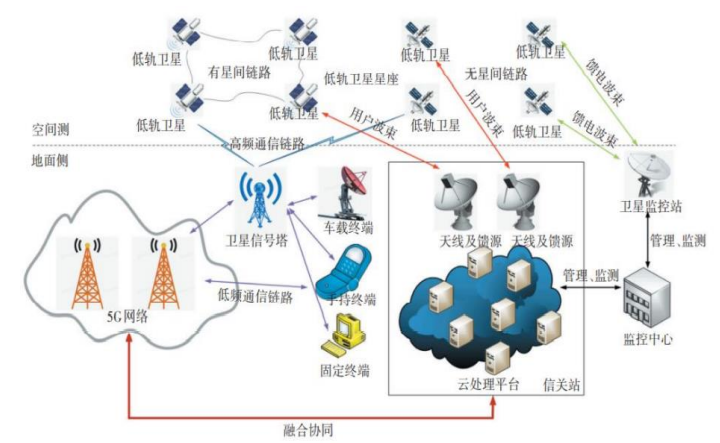 低轨卫星
低轨卫星
低轨卫星
低轨卫星
有星间链路
低轨卫星星座
无星间链路
馈电波束
低轨卫星
低轨卫星
低轨卫星
低轨卫星
用户波束
用户波束
馈电波束
空间测
高频通信链路
地面侧
卫星信号塔
车载终端
天线及馈源
天线及馈源
卫星监控站
管理、监测
低频通信链路
手持终端
管理、监测
5G网络
监控中心
固定终端
云处理平台
信关站
融合协同